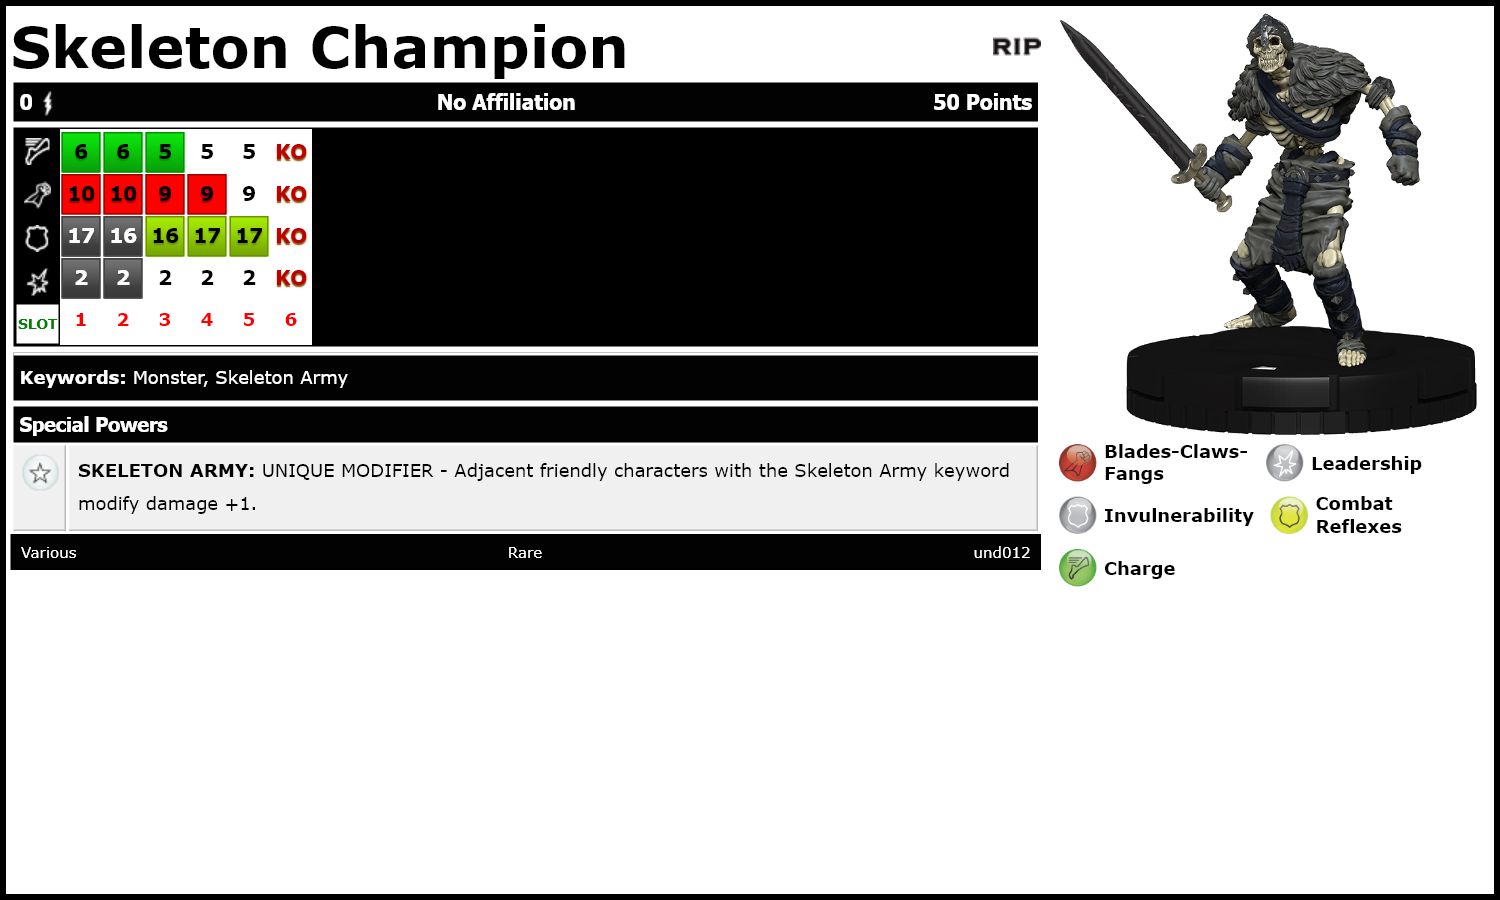 Skeleton Champion
RIP
0 No Affiliation 50 Points
6 6 5 5 5 KO
10 10 9 9 9 KO
17 16 16 17 17 KO
2 2 2 2 2 KO
SLOT 1 2 3 4 5 6
Keywords: Monster, Skeleton Army
Special Powers
SKELETON ARMY: UNIQUE MODIFIER - Adjacent friendly characters with the Skeleton Army keyword
modify damage +1.
Various Rare und012
Blades-Claws-
Fangs
Leadership
Invulnerability
Combat
Reflexes
Charge